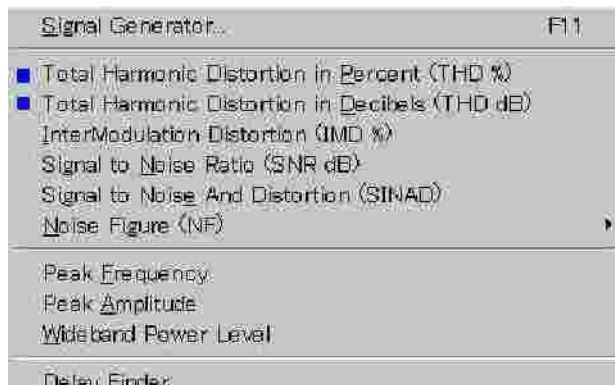 Signal Generator... F11
Total Harmonic Distortion in Percent (THD %)
Total Harmonic Distortion in Decibels (THD dB)
InterModulation Distortion (IMD %)
Signal to Noise Ratio (SNR dB)
Signal to Noise And Distortion (SINAD)
Noise Figure (NF)
Peak Frequency
Peak Amplitude
Wideband Power Level
Delay Finder